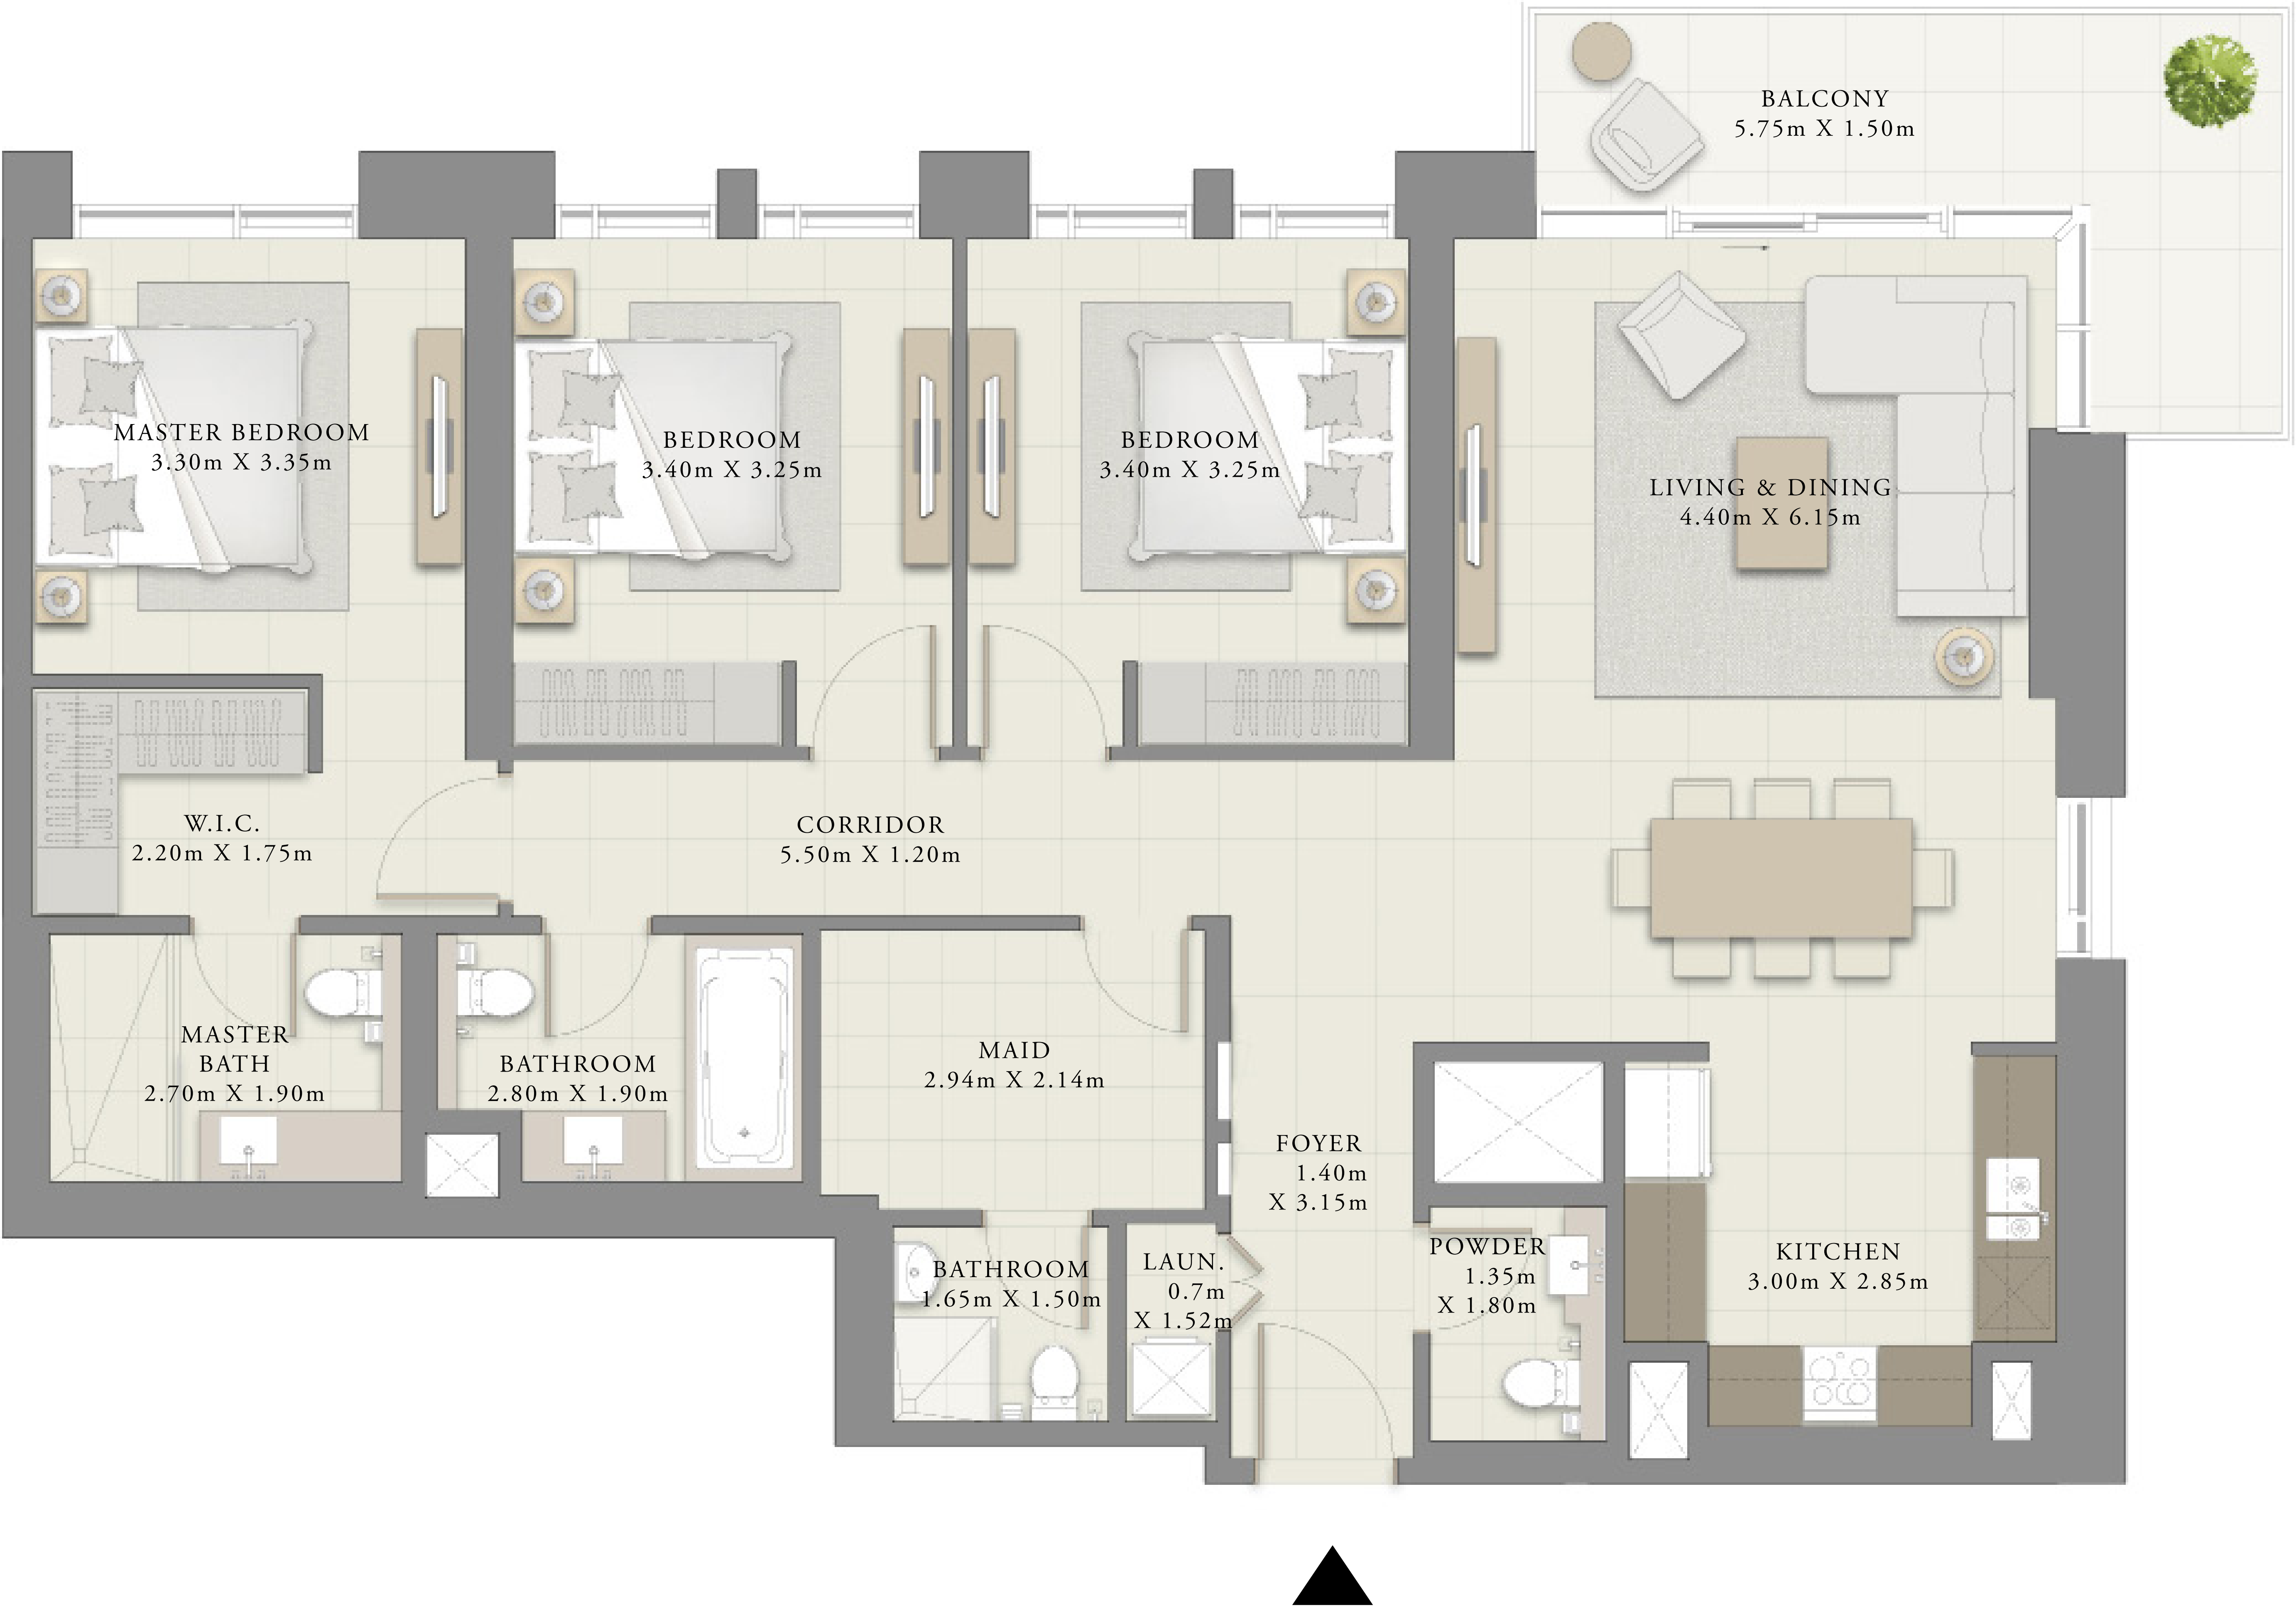 BALCONY
5.75m X 1.50m
MASTER BEDROOM
3.30m X 3.35m
BEDROOM
3.40m X 3.25m
BEDROOM
3.40m X 3.25m
LIVING & DINING
4.40m X 6.15m
W.I.C.
2.20m X 1.75m
CORRIDOR
5.50m X 1.20m
MASTER
BATH
2.70m X 1.90m
BATHROOM
2.80m X 1.90m
MAID
2.94m X 2.14m
FOYER
1.40m
X 3.15m
BATHROOM
1.65m X 1.50m
LAUN.
0.7m
X 1.52m
POWDER
1.35m
X 1.80m
KITCHEN
3.00m X 2.85m